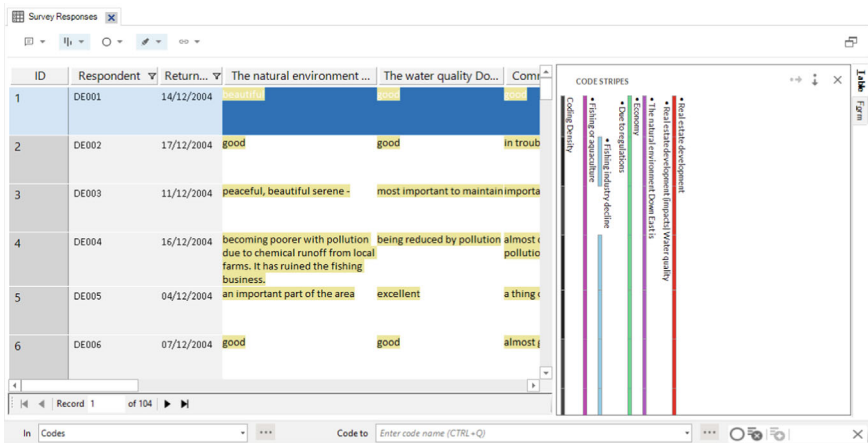 Survey Responses
ID Respondent Return... The natural environment ... The water quality Do... Comm
1 DE001 14/12/2004 beautiful good good
2 DE002 17/12/2004 good good in troub
3 DE003 11/12/2004 peaceful, beautiful serene - most important to maintain importa
4 DE004 16/12/2004 becoming poorer with pollution being reduced by pollution almost c
due to chemical runoff from local pollutio
farms. It has ruined the fishing
business.
5 DE005 04/12/2004 an important part of the area excellent a thing c
6 DE006 07/12/2004 good good almost g
Record 1 of 104
In Codes Code to Enter code name (CTRL+Q)
CODE STRIPES
Coding Density
• Fishing or aquaculture
• Fishing industry decline
• Due to regulations
• Economy
• The natural environment Down East is
• Real estate development (impacts) Water quality
• Real estate development
Table
Form